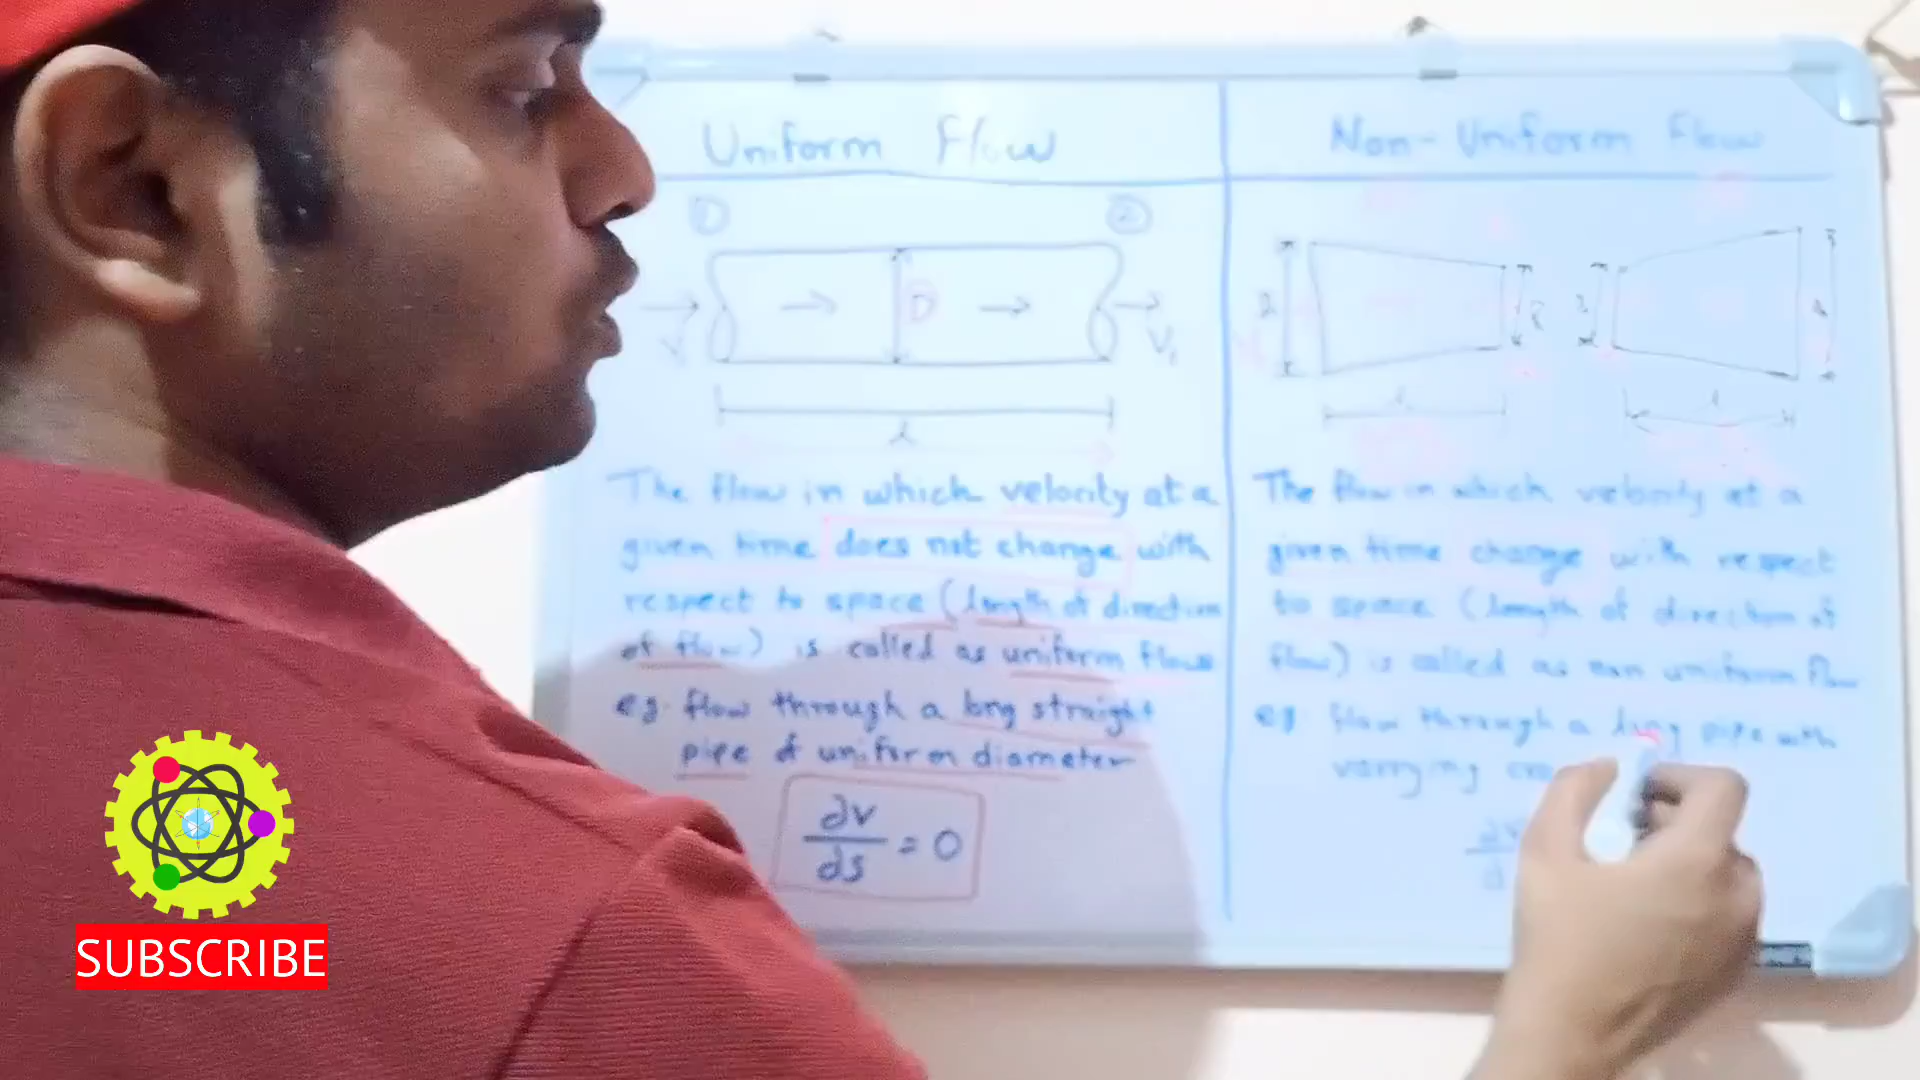 Uniform Flow
① ②
D
V₁
L
The flow in which velocity at a
given time does not change with
respect to space (length of direction
of flow) is called as uniform flow
eg. flow through a long straight
pipe of uniform diameter
∂v/∂s = 0
Non-Uniform Flow
The flow in which velocity at a
given time change with respect
to space (length of direction of
flow) is called as non uniform flow
eg. flow through a long pipe with
varying
SUBSCRIBE